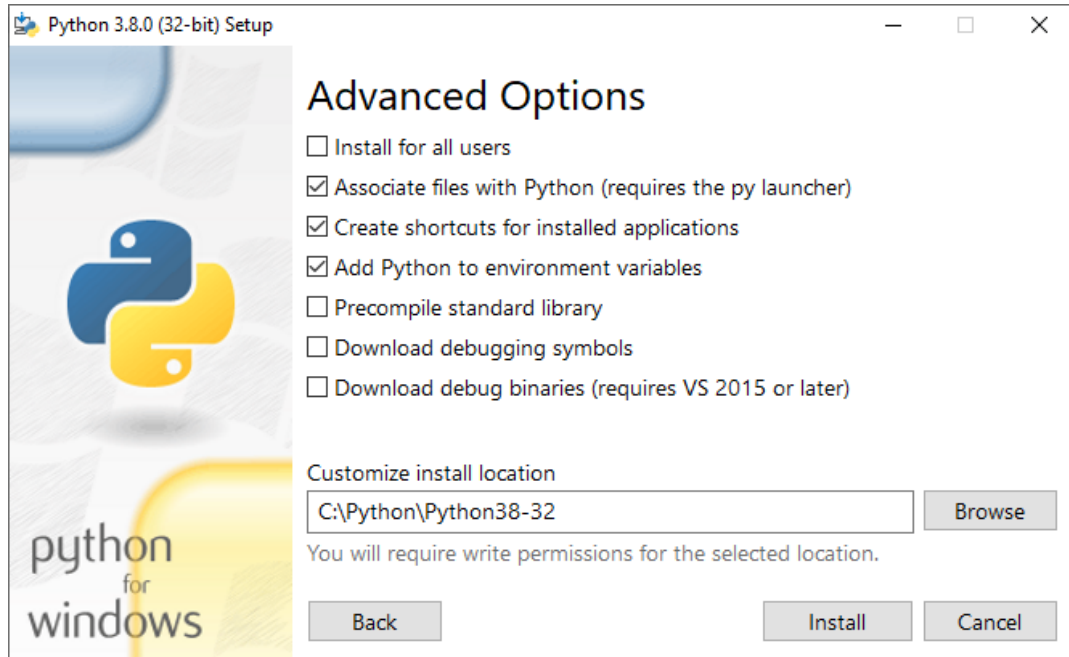 Python 3.8.0 (32-bit) Setup
Advanced Options
Install for all users
Associate files with Python (requires the py launcher)
Create shortcuts for installed applications
Add Python to environment variables
Precompile standard library
Download debugging symbols
Download debug binaries (requires VS 2015 or later)
Customize install location
C:\Python\Python38-32
Browse
You will require write permissions for the selected location.
python
for
windows
Back
Install
Cancel